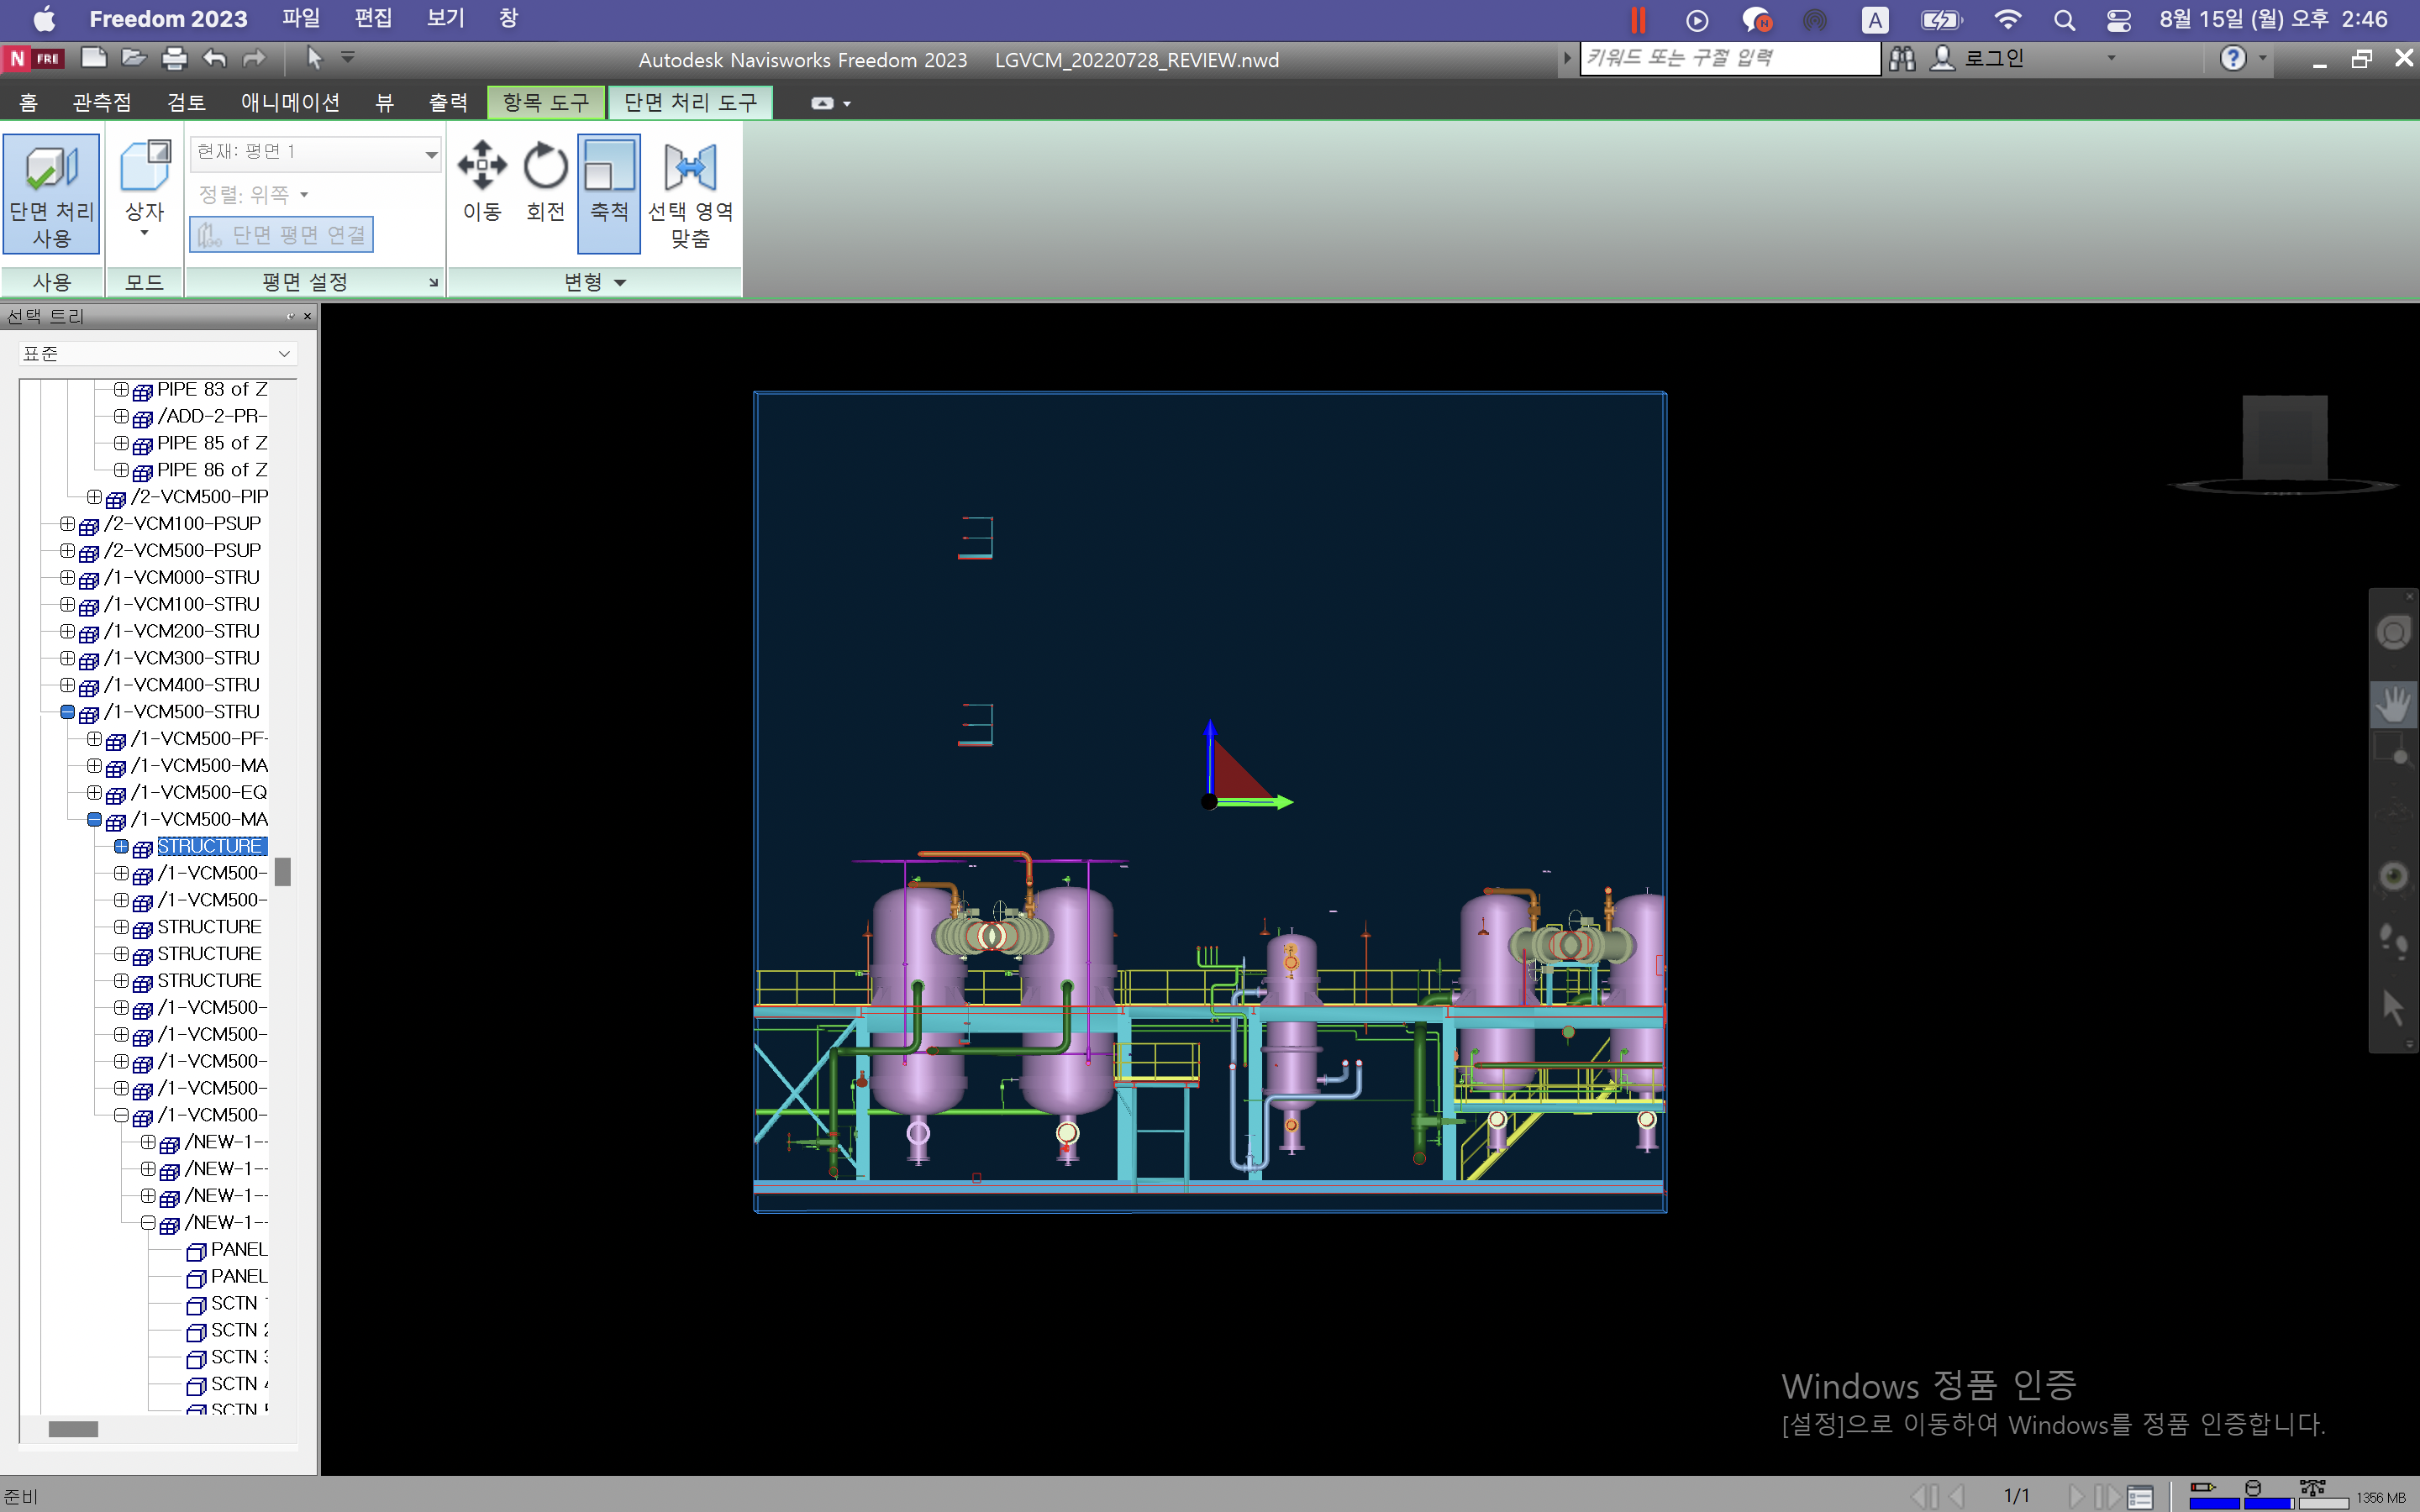 Freedom 2023 파일 편집 보기 창
N A 8월 15일 (월) 오후 2:46
N FRE
Autodesk Navisworks Freedom 2023 LGVCM_20220728_REVIEW.nwd
키워드 또는 구절 입력
로그인
?
홈 관측점 검토 애니메이션 뷰 출력 항목 도구 단면 처리 도구
단면 처리
사용
상자
현재: 평면 1
정렬: 위쪽
단면 평면 연결
이동 회전 축척
선택 영역
맞춤
사용 모드 평면 설정 변형
선택 트리
표준
PIPE 83 of Z
/ADD-2-PR-
PIPE 85 of Z
PIPE 86 of Z
/2-VCM500-PIP
/2-VCM100-PSUP
/2-VCM500-PSUP
/1-VCM000-STRU
/1-VCM100-STRU
/1-VCM200-STRU
/1-VCM300-STRU
/1-VCM400-STRU
/1-VCM500-STRU
/1-VCM500-PF-
/1-VCM500-MA
/1-VCM500-EQ
/1-VCM500-MA
STRUCTURE
/1-VCM500-
/1-VCM500-
STRUCTURE
STRUCTURE
STRUCTURE
/1-VCM500-
/1-VCM500-
/1-VCM500-
/1-VCM500-
/1-VCM500-
/NEW-1--
/NEW-1--
/NEW-1--
/NEW-1--
PANEL
PANEL
SCTN
SCTN 2
SCTN 3
SCTN 4
SCTN 5
Windows 정품 인증
[설정]으로 이동하여 Windows를 정품 인증합니다.
준비
1/1
1356 MB